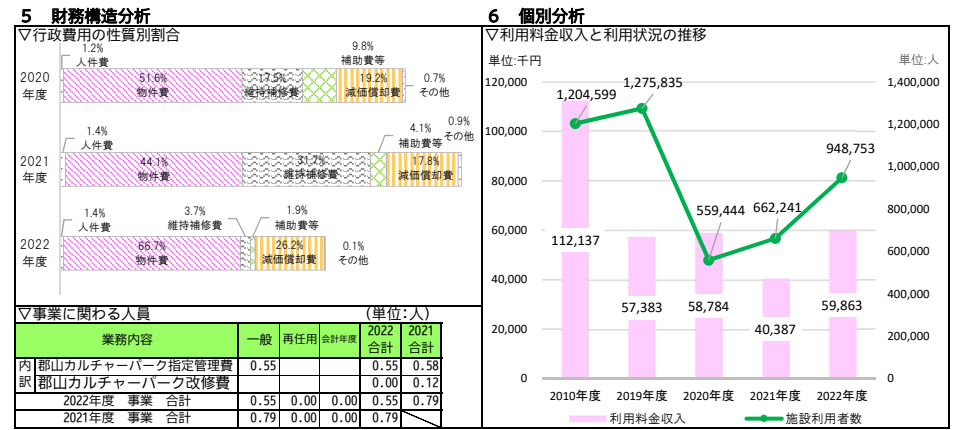 5 財務構造分析
▽行政費用の性質別割合
1.2%
人件費
9.8%
補助費等
2020
年度
51.6%
物件費
17.5%
維持補修費
19.2%
減価償却費
0.7%
その他
1.4%
人件費
4.1%
補助費等
0.9%
その他
2021
年度
44.1%
物件費
31.7%
維持補修費
17.8%
減価償却費
1.4%
人件費
3.7%
維持補修費
1.9%
補助費等
2022
年度
66.7%
物件費
26.2%
減価償却費
0.1%
その他
▽事業に関わる人員 (単位:人)
業務内容 一般 再任用 会計年度 2022合計 2021合計
内訳 郡山カルチャーパーク指定管理費 0.55 0.55 0.58
郡山カルチャーパーク改修費 0.00 0.12
2022年度 事業 合計 0.55 0.00 0.00 0.55 0.79
2021年度 事業 合計 0.79 0.00 0.00 0.79
6 個別分析
▽利用料金収入と利用状況の推移
単位:千円 単位:人
120,000 1,400,000
100,000 1,200,000
80,000 1,000,000
60,000 800,000
40,000 600,000
20,000 400,000
0 200,000
0
1,204,599
1,275,835
559,444
662,241
948,753
112,137
57,383
58,784
40,387
59,863
2010年度 2019年度 2020年度 2021年度 2022年度
利用料金収入 施設利用者数